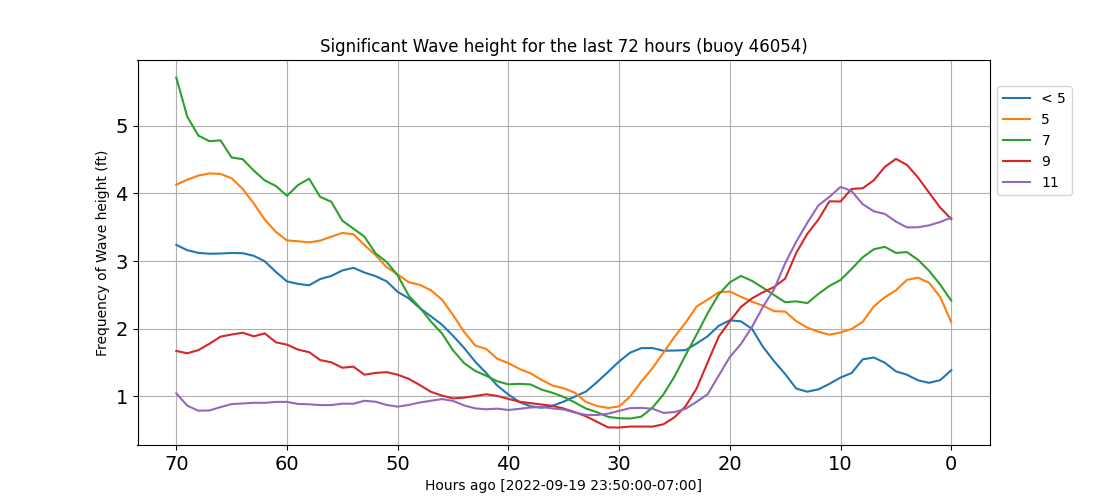 Significant Wave height for the last 72 hours (buoy 46054)
Frequency of Wave height (ft)
5
4
3
2
1
70 60 50 40 30 20 10 0
Hours ago [2022-09-19 23:50:00-07:00]
< 5
5
7
9
11